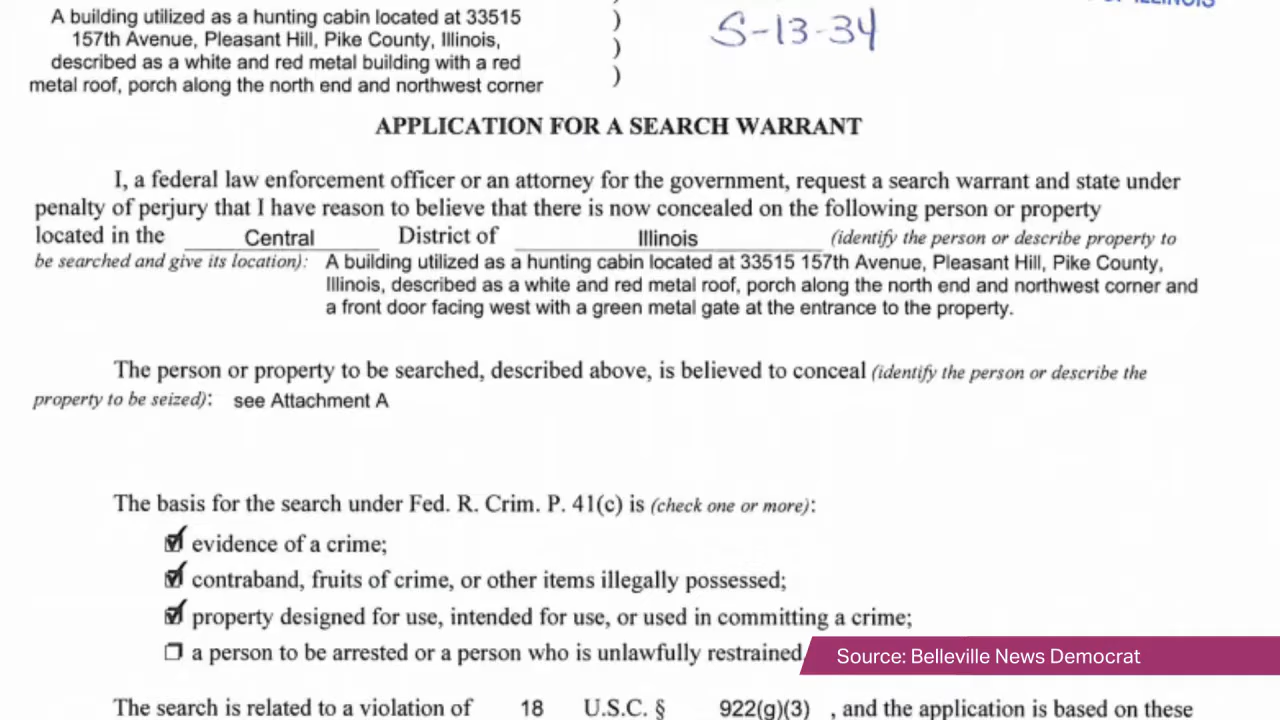 OF ILLINOIS
A building utilized as a hunting cabin located at 33515 )
157th Avenue, Pleasant Hill, Pike County, Illinois, )
described as a white and red metal building with a red )
metal roof, porch along the north end and northwest corner )
S-13-34
APPLICATION FOR A SEARCH WARRANT
I, a federal law enforcement officer or an attorney for the government, request a search warrant and state under
penalty of perjury that I have reason to believe that there is now concealed on the following person or property
located in the Central District of Illinois (identify the person or describe property to
be searched and give its location): A building utilized as a hunting cabin located at 33515 157th Avenue, Pleasant Hill, Pike County,
Illinois, described as a white and red metal roof, porch along the north end and northwest corner and
a front door facing west with a green metal gate at the entrance to the property.
The person or property to be searched, described above, is believed to conceal (identify the person or describe the
property to be seized): see Attachment A
The basis for the search under Fed. R. Crim. P. 41(c) is (check one or more):
evidence of a crime;
contraband, fruits of crime, or other items illegally possessed;
property designed for use, intended for use, or used in committing a crime;
a person to be arrested or a person who is unlawfully restrained.
Source: Belleville News Democrat
The search is related to a violation of 18 U.S.C. § 922(g)(3) , and the application is based on these